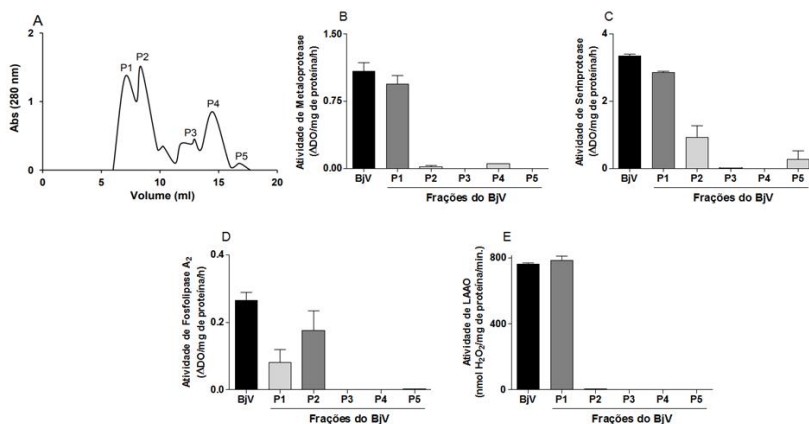 A
Abs (280 nm)
2
1
0
P1
P2
P3
P4
P5
0 5 10 15 20
Volume (ml)
B
Atividade de Metaloprotease
(ΔDO/mg de proteína/h)
1.50
0.75
0.00
BjV P1 P2 P3 P4 P5
Frações do BjV
C
Atividade de Serinprotease
(ΔDO/mg de proteína/h)
4
2
0
BjV P1 P2 P3 P4 P5
Frações do BjV
D
Atividade de Fosfolipase A2
(ΔDO/mg de proteína/h)
0.4
0.2
0.0
BjV P1 P2 P3 P4 P5
Frações do BjV
E
Atividade de LAAO
(nmol H2O2/mg de proteína/min.)
800
400
0
BjV P1 P2 P3 P4 P5
Frações do BjV